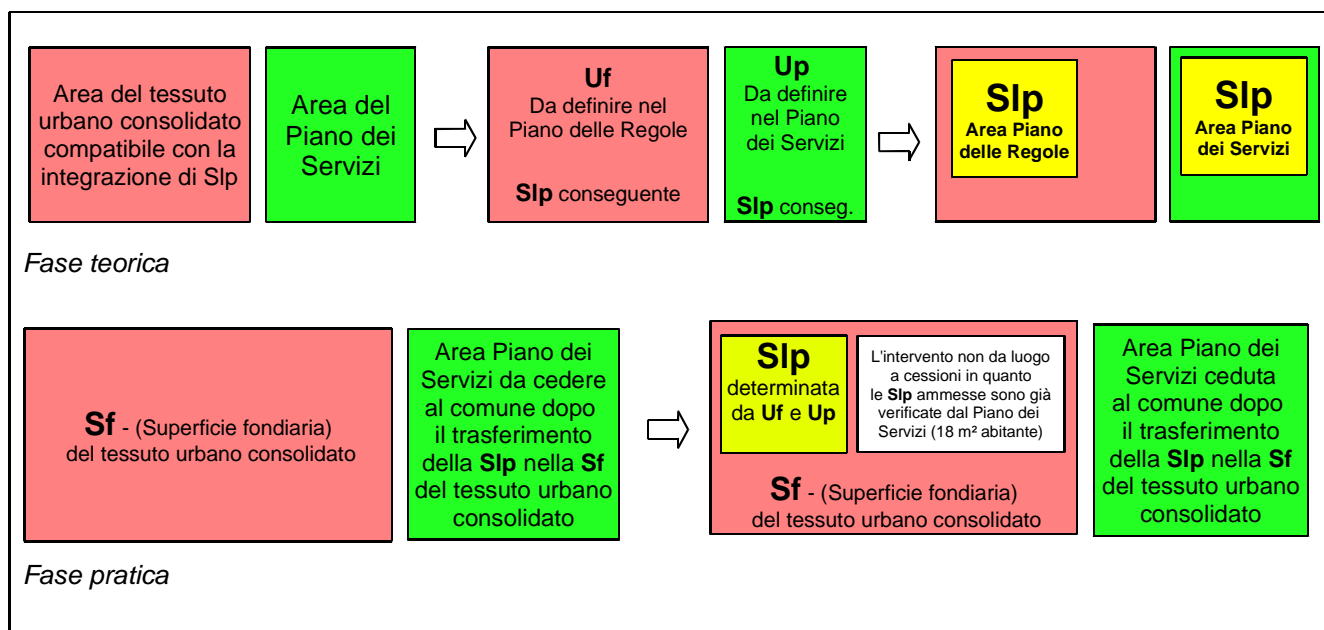 Area del tessuto
urbano consolidato
compatibile con la
integrazione di Slp
Area del
Piano dei
Servizi
Uf
Da definire nel
Piano delle Regole
Slp conseguente
Up
Da definire
nel Piano
dei Servizi
Slp conseg.
Slp
Area Piano
delle Regole
Slp
Area Piano
dei Servizi
Fase teorica
Sf - (Superficie fondiaria)
del tessuto urbano consolidato
Area Piano dei
Servizi da cedere
al comune dopo
il trasferimento
della Slp nella Sf
del tessuto urbano
consolidato
Slp
determinata
da Uf e Up
L'intervento non da luogo
a cessioni in quanto
le Slp ammesse sono già
verificate dal Piano dei
Servizi (18 m² abitante)
Sf - (Superficie fondiaria)
del tessuto urbano consolidato
Area Piano dei
Servizi ceduta
al comune dopo
il trasferimento
della Slp nella Sf
del tessuto urbano
consolidato
Fase pratica